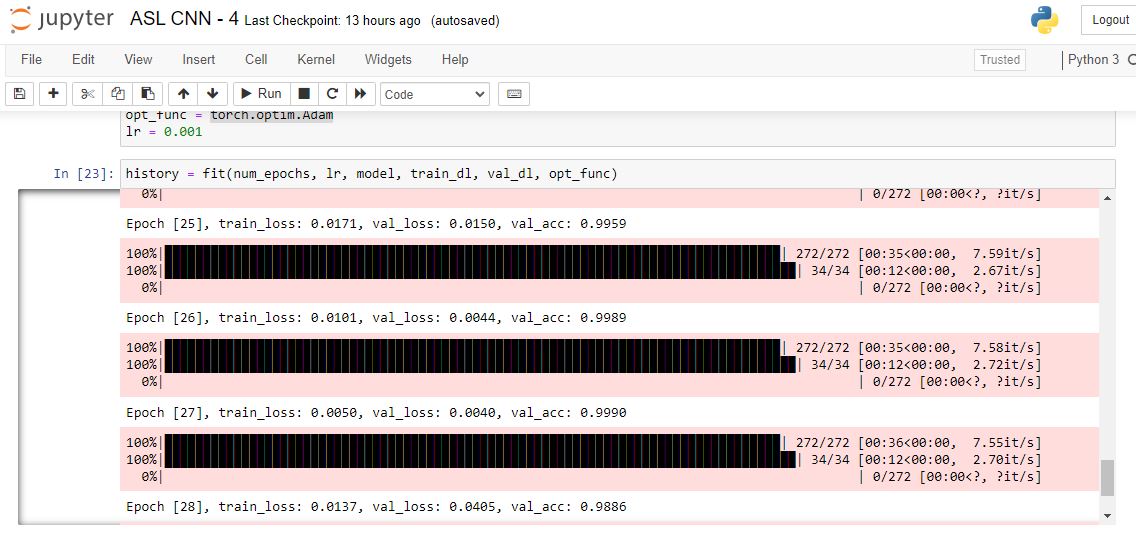 jupyter ASL CNN - 4 Last Checkpoint: 13 hours ago (autosaved) Logout
File Edit View Insert Cell Kernel Widgets Help Trusted Python 3
Run Code
opt_func = torch.optim.Adam
lr = 0.001
In [23]: history = fit(num_epochs, lr, model, train_dl, val_dl, opt_func)
0%| | 0/272 [00:00<?, ?it/s]
Epoch [25], train_loss: 0.0171, val_loss: 0.0150, val_acc: 0.9959
100%| | 272/272 [00:35<00:00, 7.59it/s]
100%| | 34/34 [00:12<00:00, 2.67it/s]
0%| | 0/272 [00:00<?, ?it/s]
Epoch [26], train_loss: 0.0101, val_loss: 0.0044, val_acc: 0.9989
100%| | 272/272 [00:35<00:00, 7.58it/s]
100%| | 34/34 [00:12<00:00, 2.72it/s]
0%| | 0/272 [00:00<?, ?it/s]
Epoch [27], train_loss: 0.0050, val_loss: 0.0040, val_acc: 0.9990
100%| | 272/272 [00:36<00:00, 7.55it/s]
100%| | 34/34 [00:12<00:00, 2.70it/s]
0%| | 0/272 [00:00<?, ?it/s]
Epoch [28], train_loss: 0.0137, val_loss: 0.0405, val_acc: 0.9886